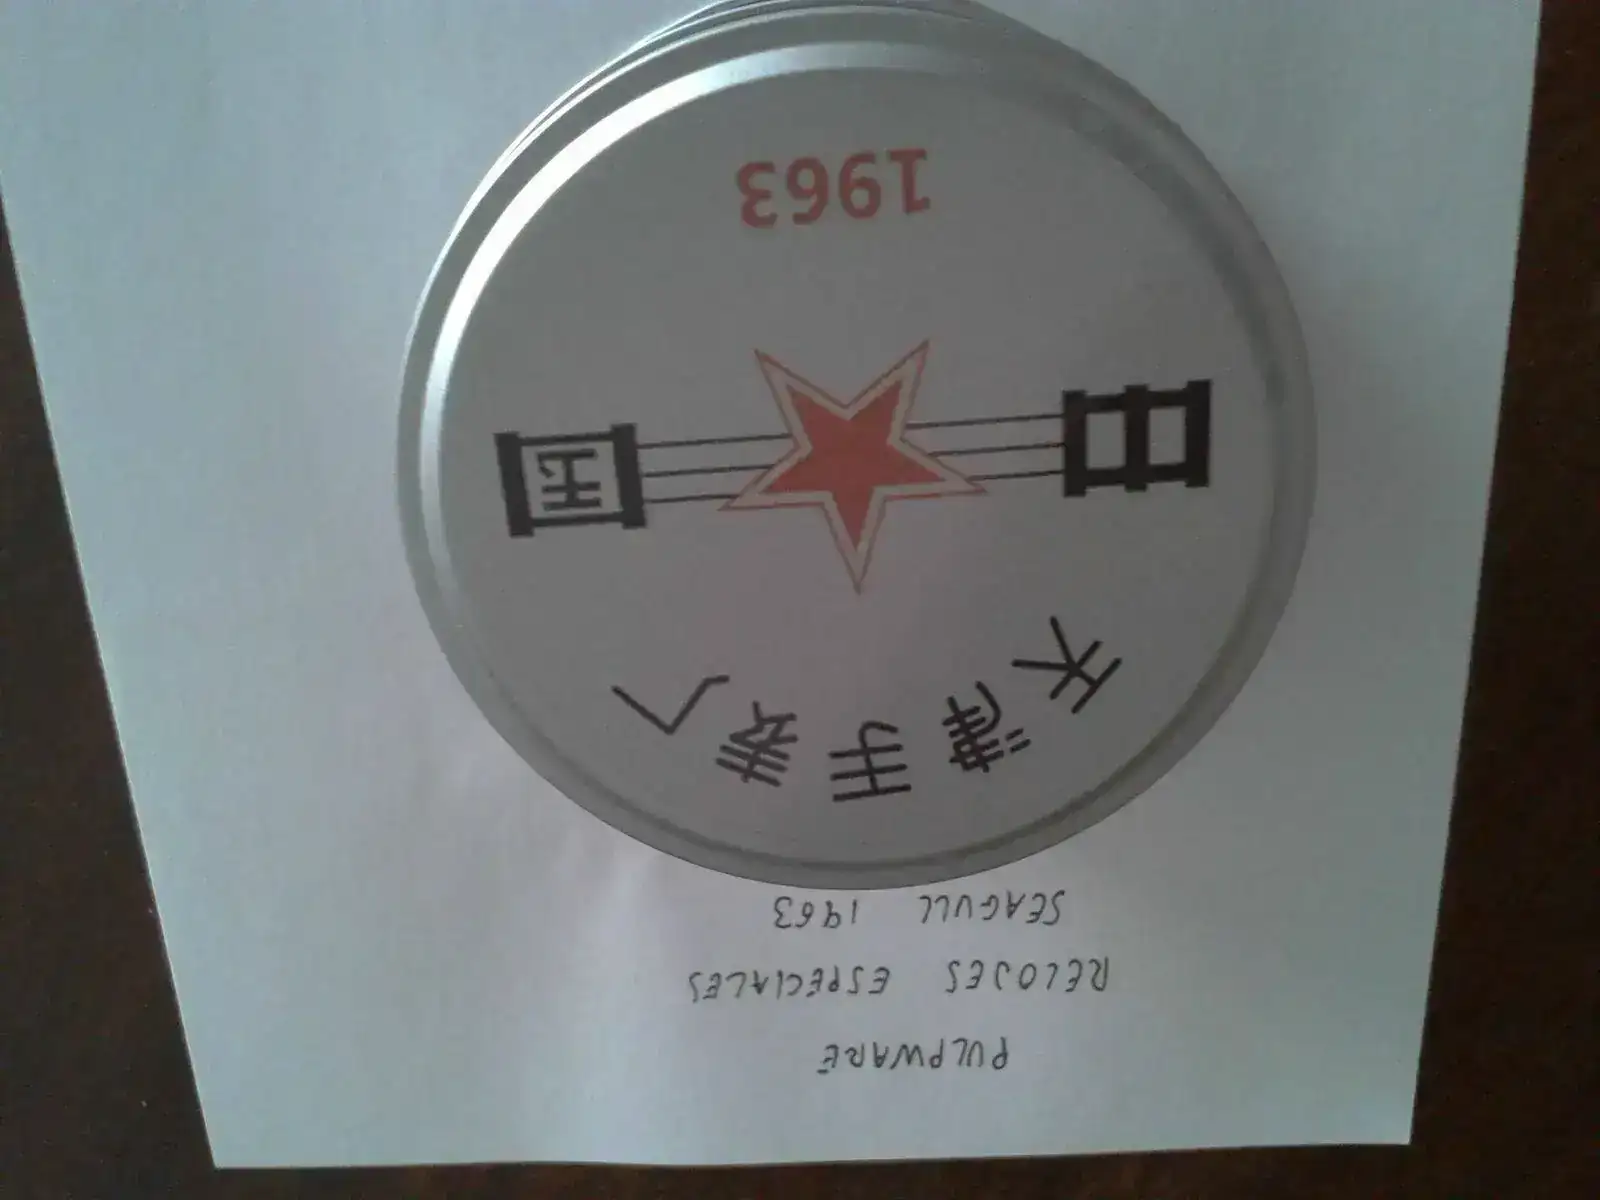 PULPWARE
RELOJES ESPECIALES
SEAGULL 1963
天津手表厂
中国
1963